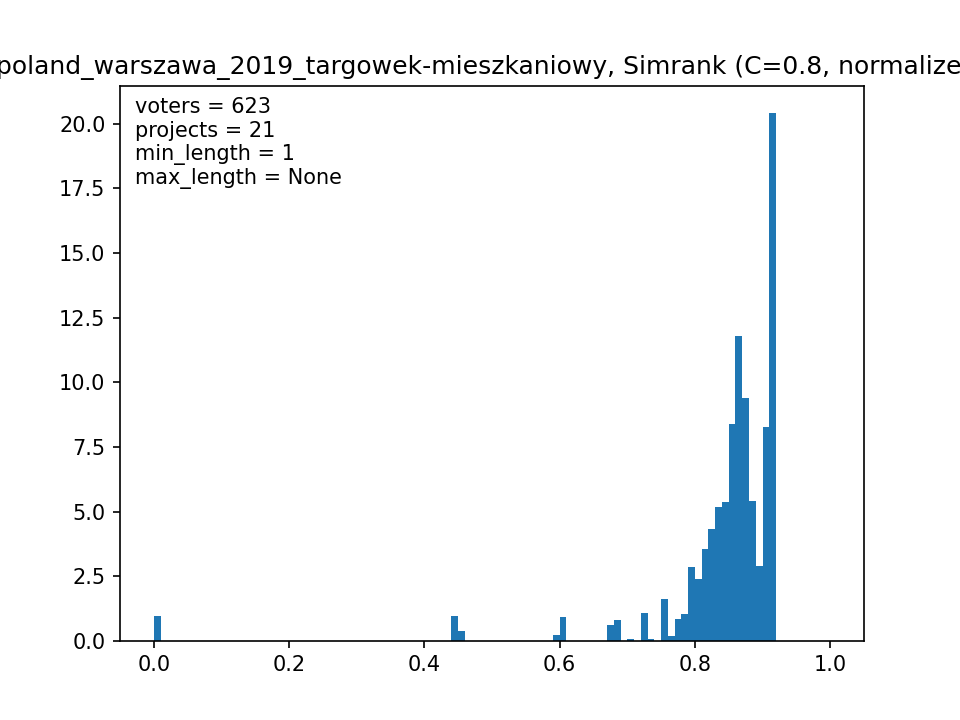 poland_warszawa_2019_targowek-mieszkaniowy, Simrank (C=0.8, normalize
voters = 623
projects = 21
min_length = 1
max_length = None
20.0
17.5
15.0
12.5
10.0
7.5
5.0
2.5
0.0
0.0 0.2 0.4 0.6 0.8 1.0